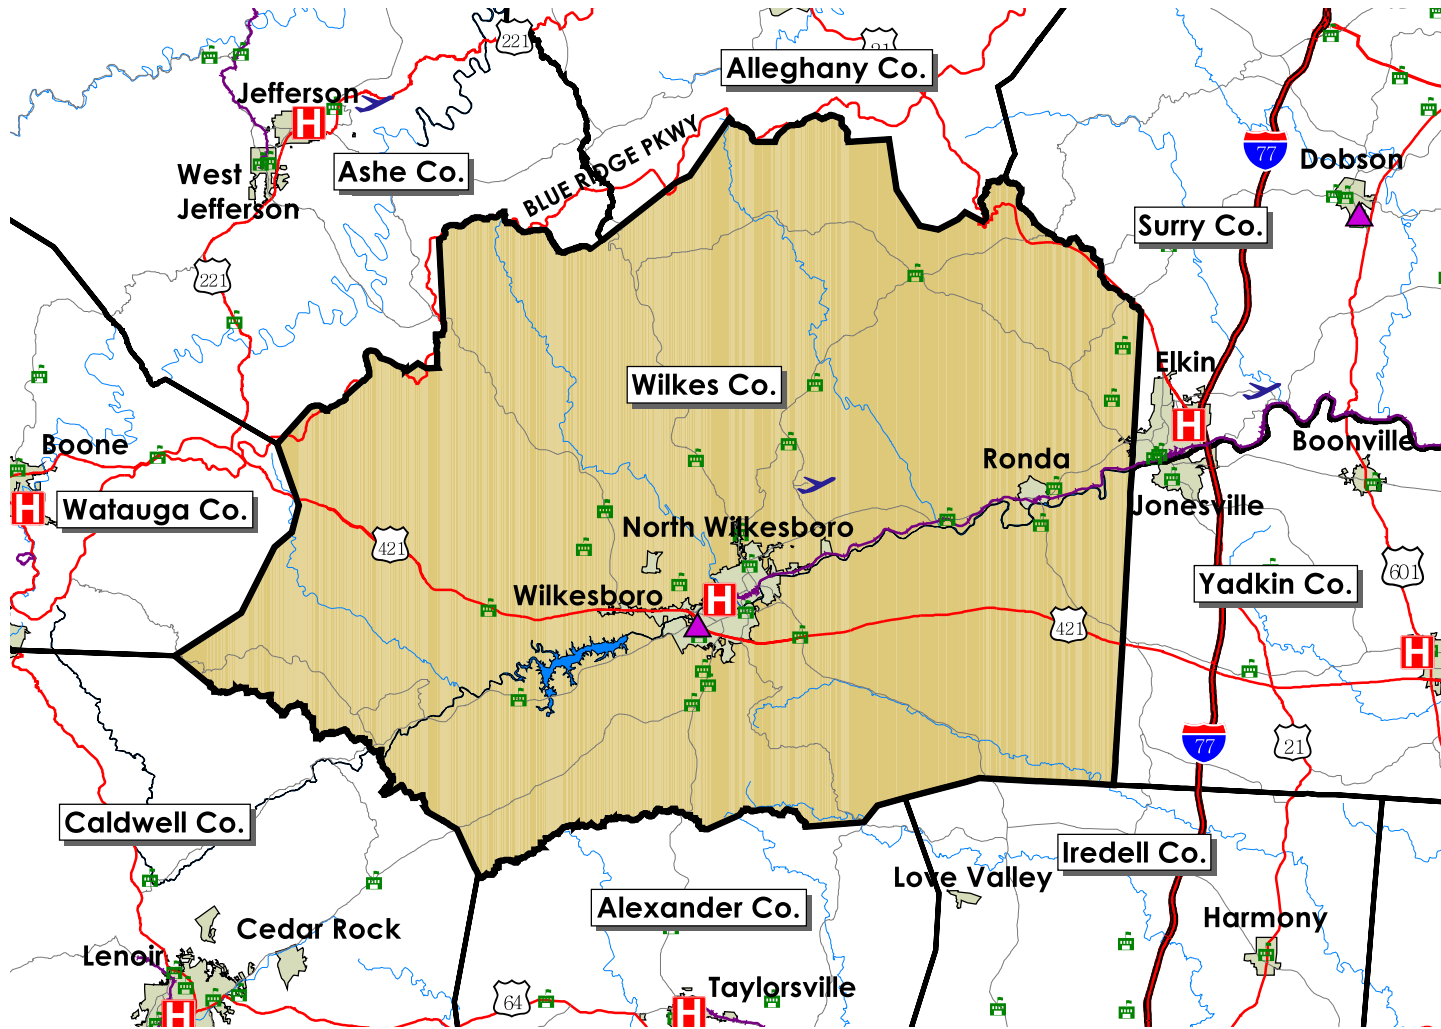 221
21
Alleghany Co.
Jefferson
BLUE RIDGE PKWY
H
77
Dobson
West
Jefferson
Ashe Co.
Surry Co.
221
Elkin
Wilkes Co.
H
Boone
Ronda
Boonville
H
Watauga Co.
Jonesville
North Wilkesboro
421
601
Yadkin Co.
Wilkesboro
H
421
H
77
21
Caldwell Co.
Iredell Co.
Love Valley
Alexander Co.
Harmony
Cedar Rock
Lenoir
64
Taylorsville
H
H